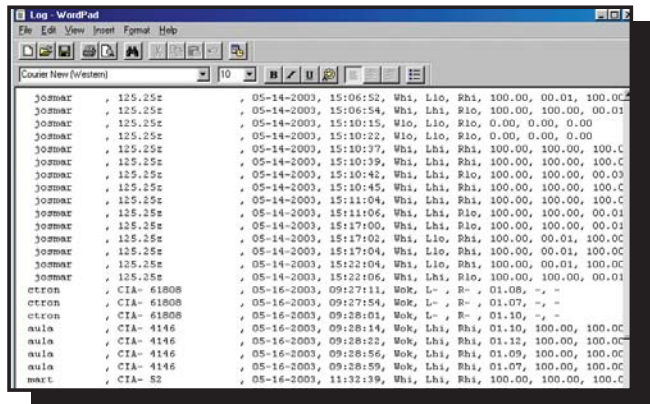 Log - WordPad
File Edit View Insert Format Help
Courier New (Western) 10 B / U
josmar , 125.25z , 05-14-2003, 15:06:52, Whi, Llo, Rhi, 100.00, 00.01, 100.00
josmar , 125.25z , 05-14-2003, 15:06:54, Whi, Lhi, Rlo, 100.00, 100.00, 00.01
josmar , 125.25z , 05-14-2003, 15:10:15, Wlo, Llo, Rlo, 0.00, 0.00, 0.00
josmar , 125.25z , 05-14-2003, 15:10:22, Wlo, Llo, Rlo, 0.00, 0.00, 0.00
josmar , 125.25z , 05-14-2003, 15:10:37, Whi, Lhi, Rhi, 100.00, 100.00, 100.0
josmar , 125.25z , 05-14-2003, 15:10:39, Whi, Lhi, Rhi, 100.00, 100.00, 100.0
josmar , 125.25z , 05-14-2003, 15:10:42, Whi, Lhi, Rlo, 100.00, 100.00, 00.03
josmar , 125.25z , 05-14-2003, 15:10:45, Whi, Lhi, Rhi, 100.00, 100.00, 100.0
josmar , 125.25z , 05-14-2003, 15:11:04, Whi, Lhi, Rhi, 100.00, 100.00, 100.0
josmar , 125.25z , 05-14-2003, 15:11:06, Whi, Lhi, Rlo, 100.00, 100.00, 00.01
josmar , 125.25z , 05-14-2003, 15:17:00, Whi, Lhi, Rlo, 100.00, 100.00, 00.01
josmar , 125.25z , 05-14-2003, 15:17:02, Whi, Llo, Rhi, 100.00, 00.01, 100.00
josmar , 125.25z , 05-14-2003, 15:17:04, Whi, Llo, Rhi, 100.00, 00.01, 100.00
josmar , 125.25z , 05-14-2003, 15:22:04, Whi, Llo, Rhi, 100.00, 00.01, 100.00
josmar , 125.25z , 05-14-2003, 15:22:06, Whi, Lhi, Rlo, 100.00, 100.00, 00.01
ctron , CIA- 61808 , 05-16-2003, 09:27:11, Wok, L- , R- , 01.08, -, -
ctron , CIA- 61808 , 05-16-2003, 09:27:54, Wok, L- , R- , 01.07, -, -
ctron , CIA- 61808 , 05-16-2003, 09:28:01, Wok, L- , R- , 01.10, -, -
aula , CIA- 4146 , 05-16-2003, 09:28:14, Wok, Lhi, Rhi, 01.10, 100.00, 100.00
aula , CIA- 4146 , 05-16-2003, 09:28:22, Wok, Lhi, Rhi, 01.12, 100.00, 100.00
aula , CIA- 4146 , 05-16-2003, 09:28:56, Wok, Lhi, Rhi, 01.09, 100.00, 100.00
aula , CIA- 4146 , 05-16-2003, 09:28:59, Wok, Lhi, Rhi, 01.07, 100.00, 100.00
mart , CIA- 52 , 05-16-2003, 11:32:39, Whi, Lhi, Rhi, 100.00, 100.00, 100.0